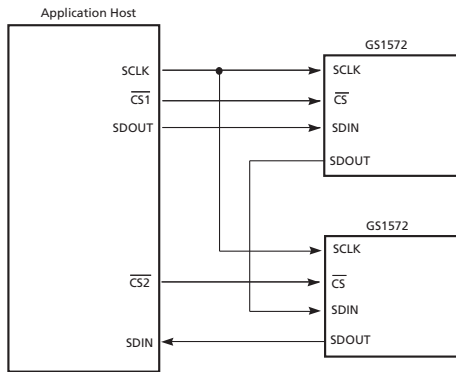 Application Host
SCLK
CS1
SDOUT
CS2
SDIN
GS1572
SCLK
CS
SDIN
SDOUT
GS1572
SCLK
CS
SDIN
SDOUT